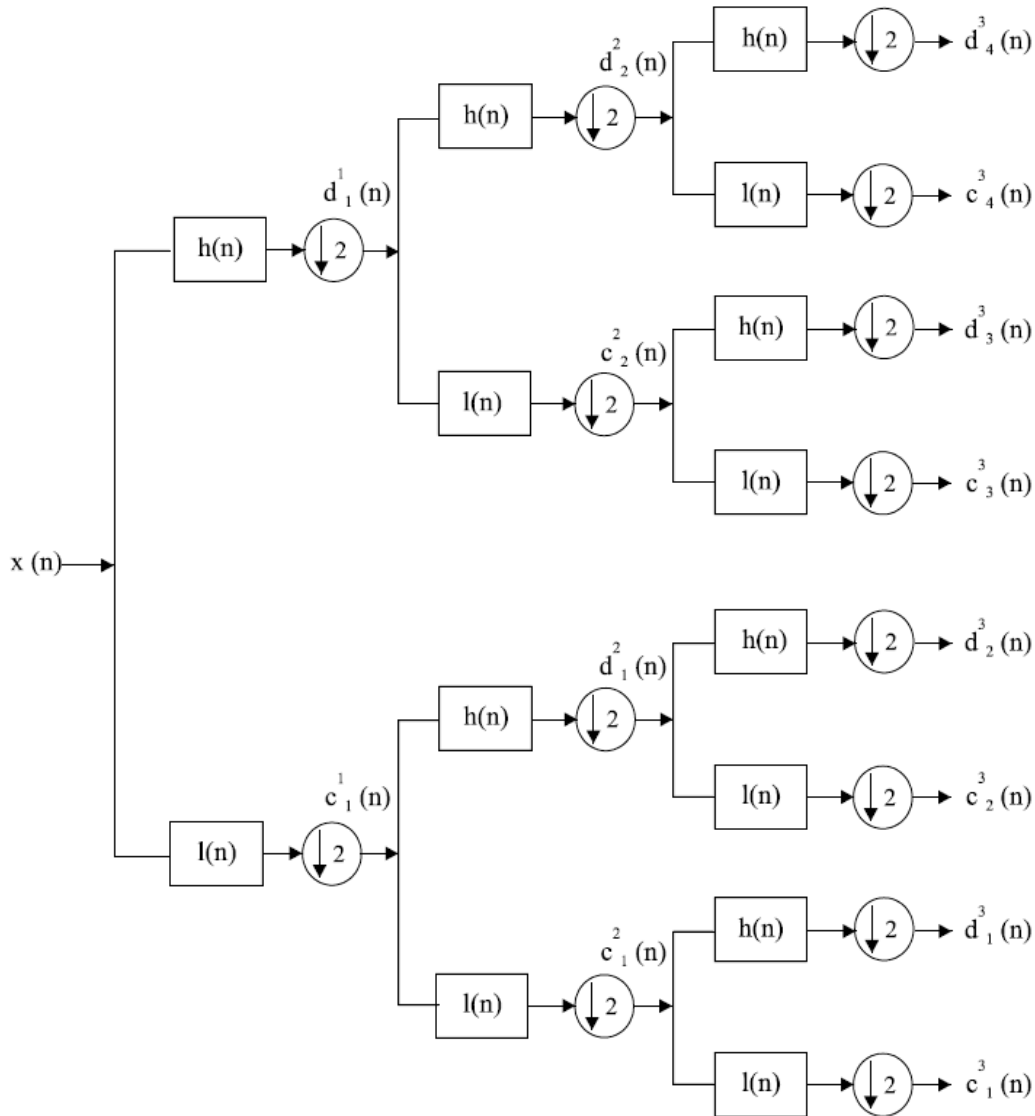 h(n)
2
d³₄(n)
d²₂(n)
h(n)
2
l(n)
2
c³₄(n)
d¹₁(n)
h(n)
2
h(n)
2
d³₃(n)
c²₂(n)
l(n)
2
l(n)
2
c³₃(n)
x (n)
h(n)
2
d³₂(n)
d²₁(n)
h(n)
2
l(n)
2
c³₂(n)
c¹₁(n)
l(n)
2
h(n)
2
d³₁(n)
c²₁(n)
l(n)
2
l(n)
2
c³₁(n)